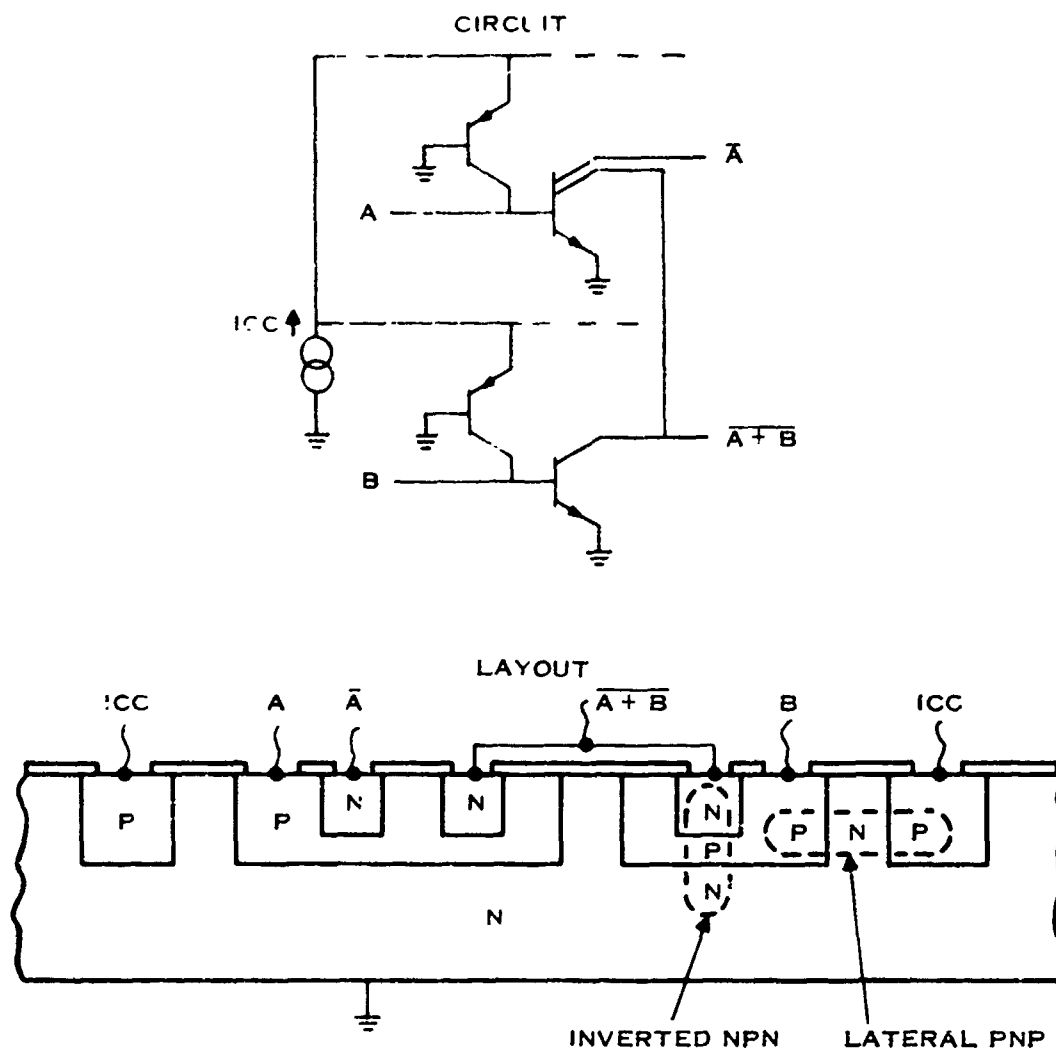 CIRCUIT
A̅
A
ICC
A + B̅
B
LAYOUT
ICC A A̅ A + B̅ B ICC
N N N
P P P N P
P
N
N
INVERTED NPN LATERAL PNP